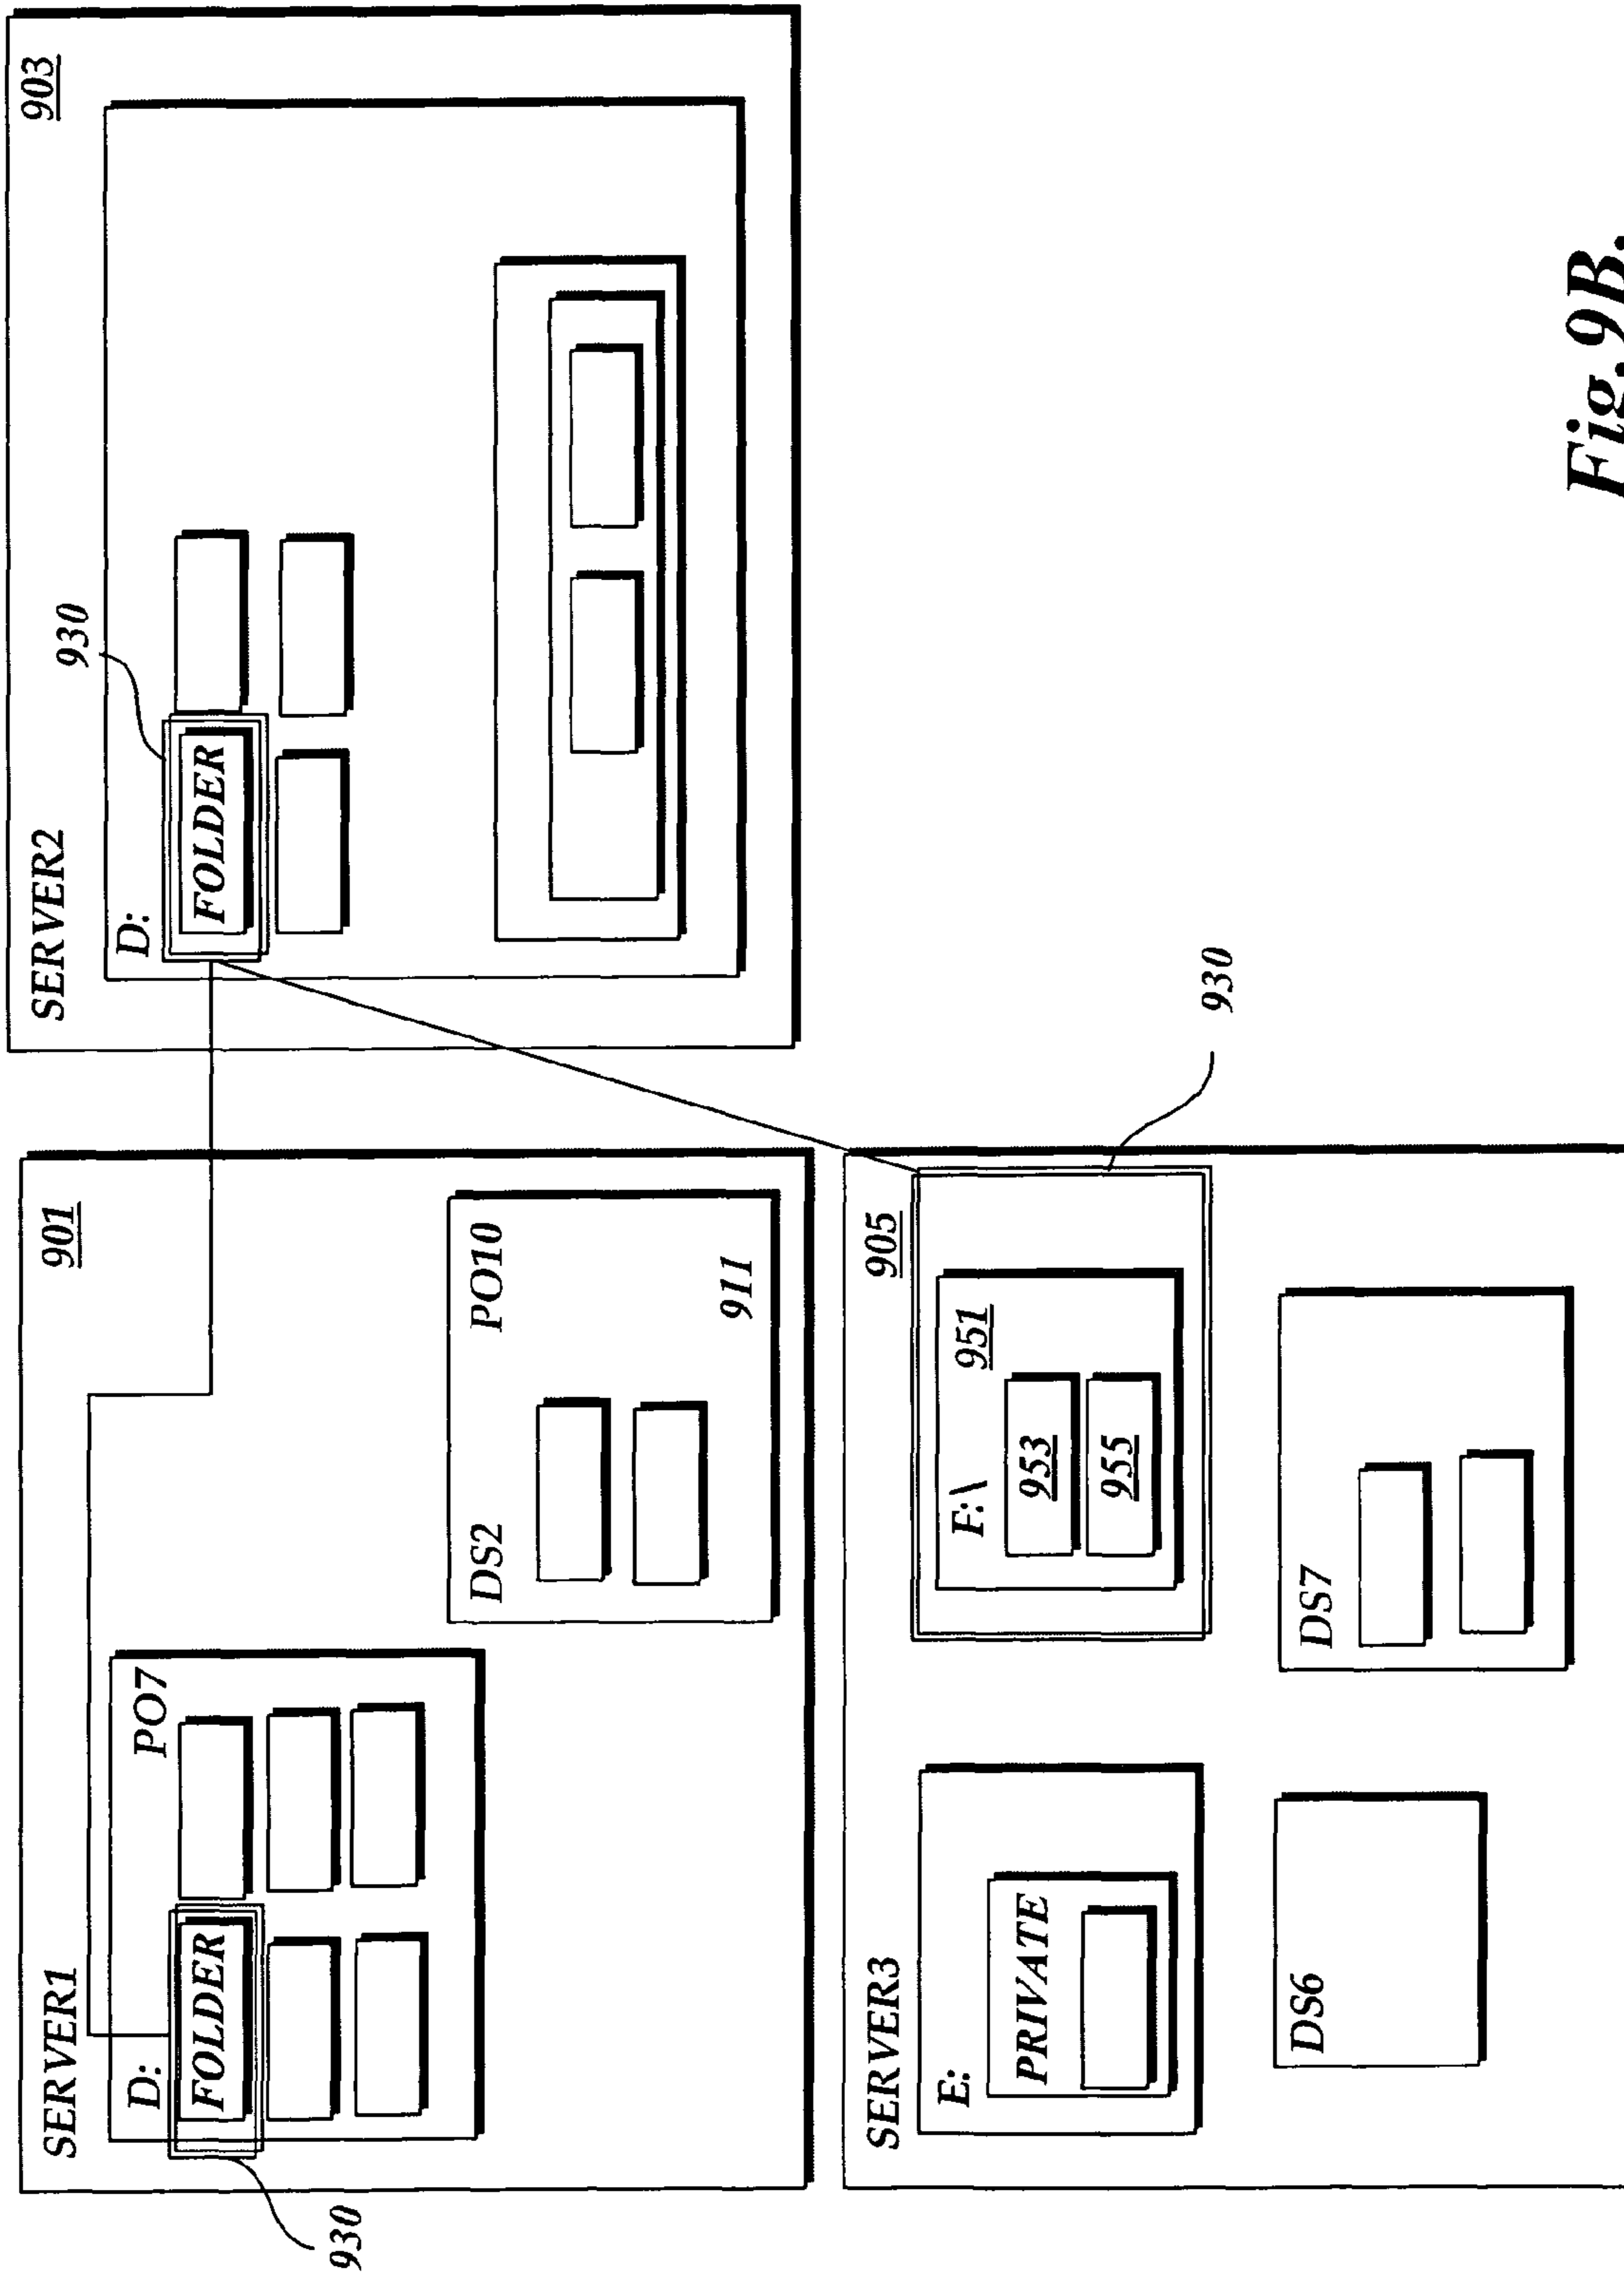 SERVER1
901
D:
PO7
FOLDER
930
DS2
PO10
911
SERVER2
903
930
D:
FOLDER
SERVER3
905
E:
PRIVATE
F:\
951
953
955
930
DS6
DS7
Fig.9B.